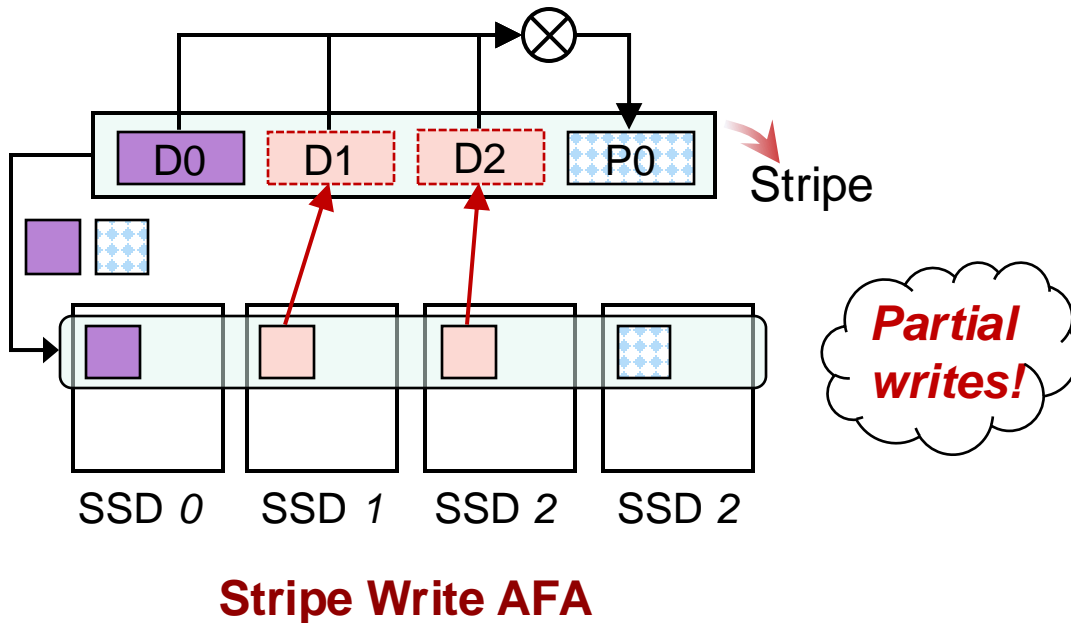 D0 D1 D2 P0
Stripe
Partial
writes!
SSD 0 SSD 1 SSD 2 SSD 2
Stripe Write AFA